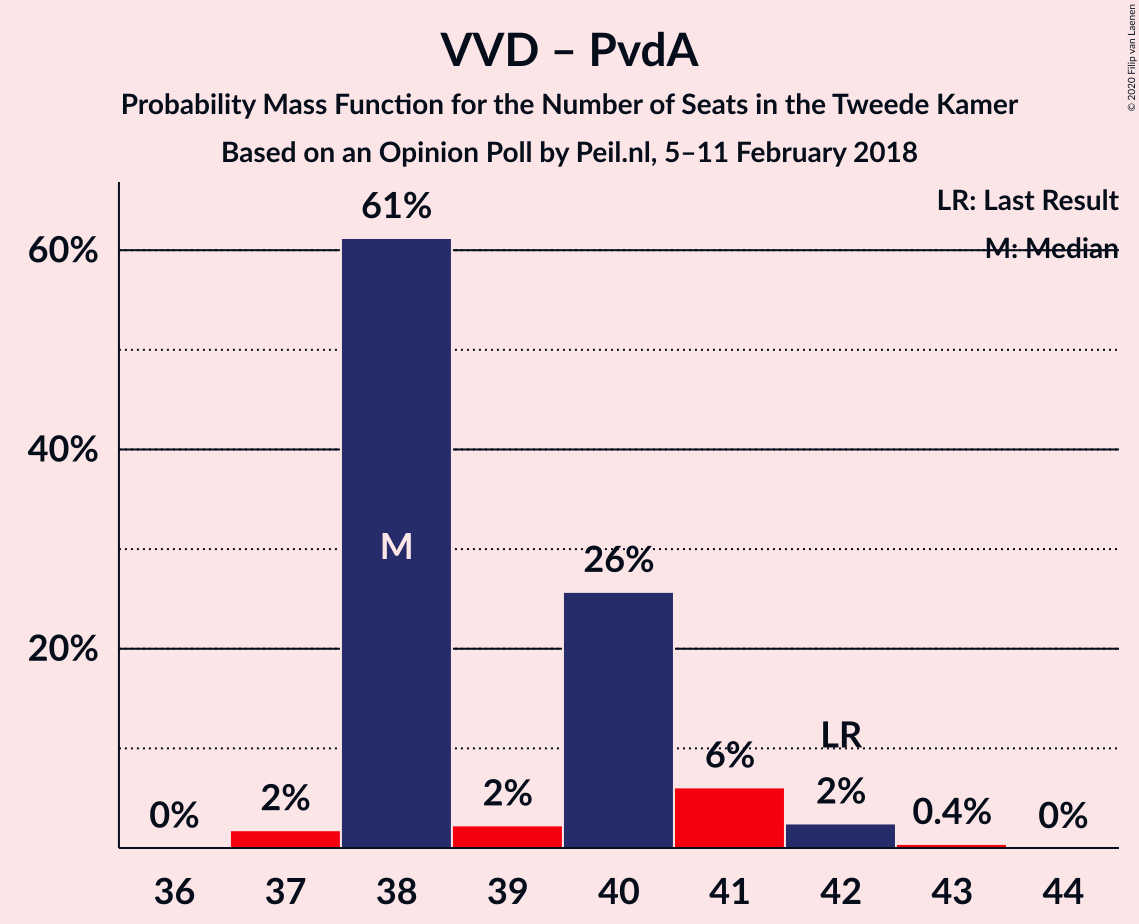 VVD – PvdA
Probability Mass Function for the Number of Seats in the Tweede Kamer
Based on an Opinion Poll by Peil.nl, 5–11 February 2018
© 2020 Filip van Laenen
LR: Last Result
M: Median
60%
40%
20%
0%
2%
61%
M
2%
26%
6%
LR
2%
0.4%
0%
36 37 38 39 40 41 42 43 44